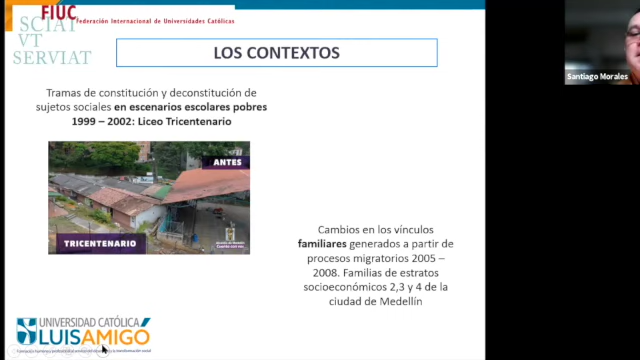 FIUC
Federación Internacional de Universidades Católicas
SCIAT
VT
SERVIAT
LOS CONTEXTOS
Santiago Morales
Tramas de constitución y deconstitución de
sujetos sociales en escenarios escolares pobres
1999 – 2002: Liceo Tricentenario
ANTES
TRICENTENARIO
Cambios en los vínculos
familiares generados a partir de
procesos migratorios 2005 –
2008. Familias de estratos
socioeconómicos 2,3 y 4 de la
ciudad de Medellín
UNIVERSIDAD CATÓLICA
LUIS AMIGÓ